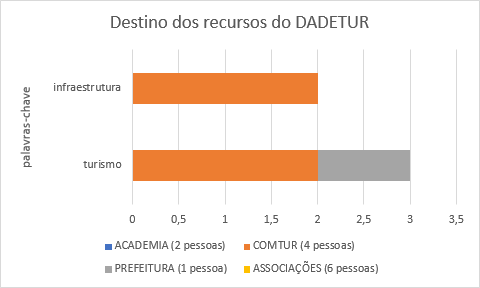 Destino dos recursos do DADETUR
palavras-chave
infraestrutura
turismo
0 0,5 1 1,5 2 2,5 3 3,5
ACADEMIA (2 pessoas) COMTUR (4 pessoas)
PREFEITURA (1 pessoa) ASSOCIAÇÕES (6 pessoas)